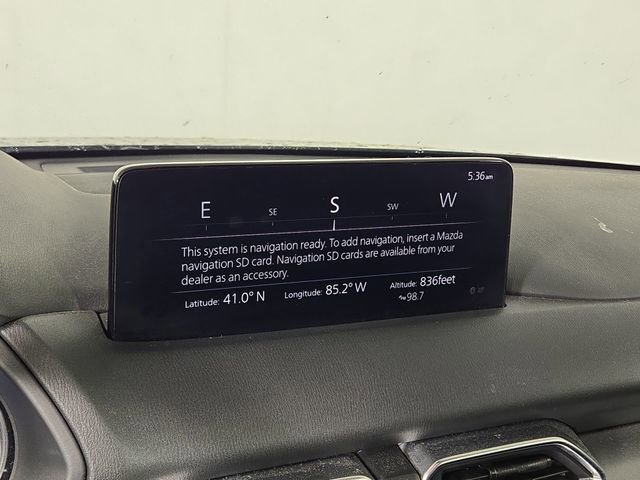 5:36am
E SE S SW W
This system is navigation ready. To add navigation, insert a Mazda
navigation SD card. Navigation SD cards are available from your
dealer as an accessory.
Latitude: 41.0° N Longitude: 85.2° W Altitude: 836feet
98.7